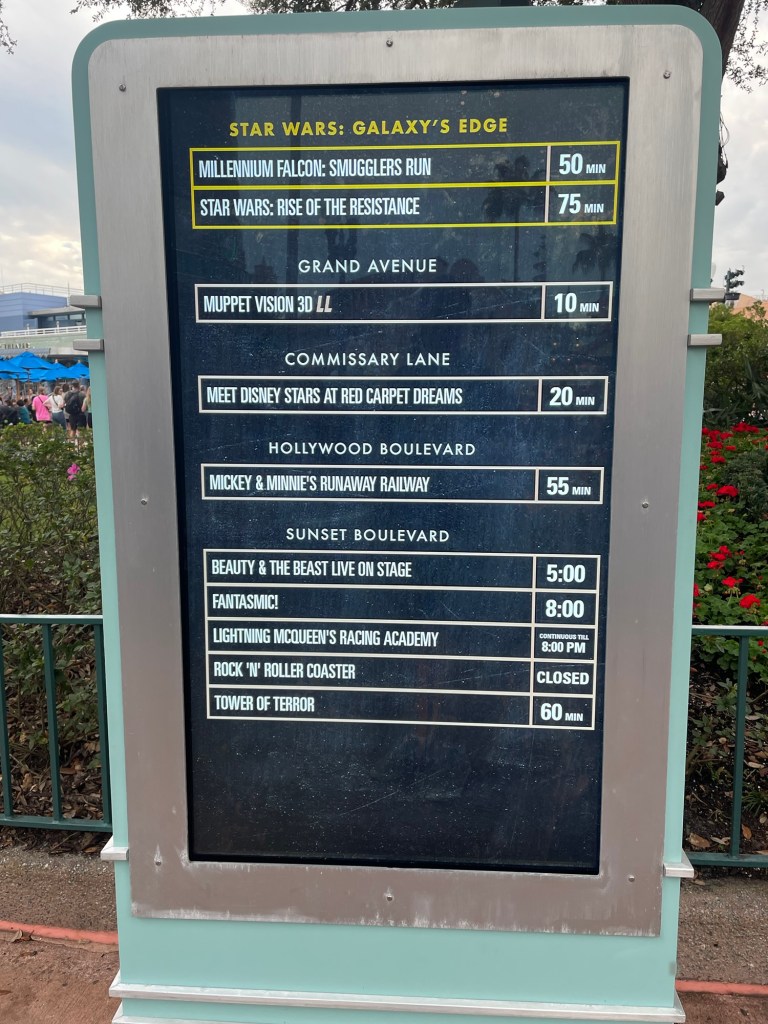 STAR WARS: GALAXY'S EDGE
MILLENNIUM FALCON: SMUGGLERS RUN 50 MIN
STAR WARS: RISE OF THE RESISTANCE 75 MIN
GRAND AVENUE
MUPPET VISION 3D LL 10 MIN
COMMISSARY LANE
MEET DISNEY STARS AT RED CARPET DREAMS 20 MIN
HOLLYWOOD BOULEVARD
MICKEY & MINNIE'S RUNAWAY RAILWAY 55 MIN
SUNSET BOULEVARD
BEAUTY & THE BEAST LIVE ON STAGE 5:00
FANTASMIC! 8:00
LIGHTNING MCQUEEN'S RACING ACADEMY CONTINUOUS TILL 8:00 PM
ROCK 'N' ROLLER COASTER CLOSED
TOWER OF TERROR 60 MIN